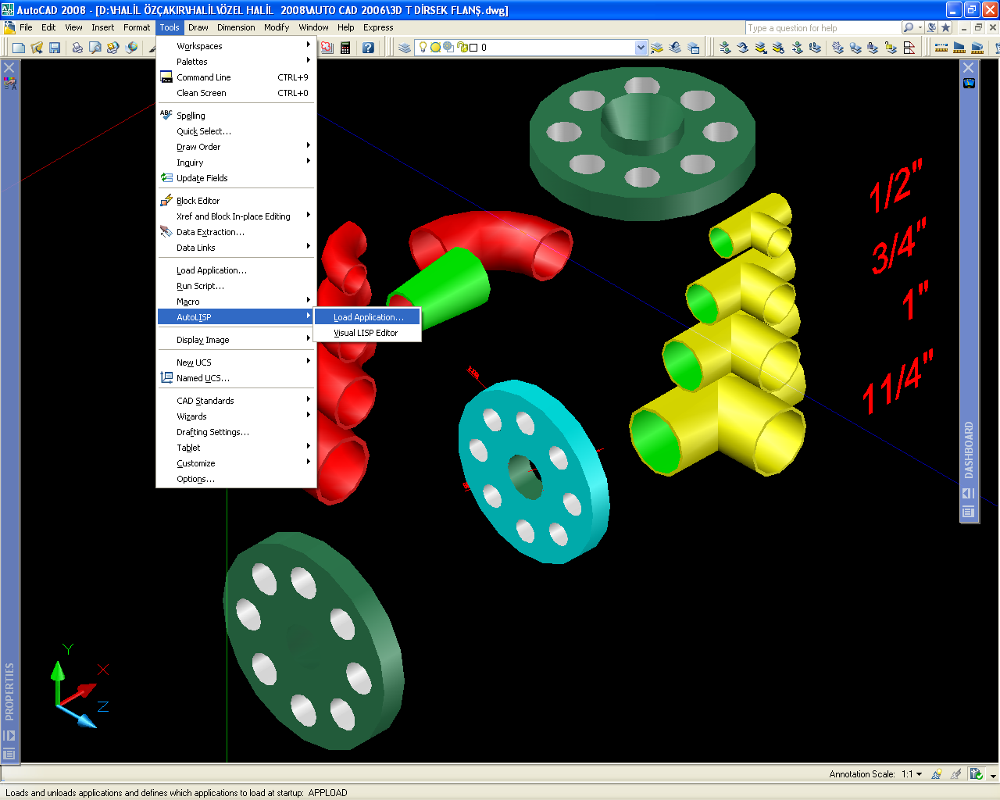 AutoCAD 2008 - [D:\HALİL ÖZÇAKIR\HALİL\ÖZEL HALİL  2008\AUTO CAD 2006\3D T DİRSEK FLANŞ.dwg]
File Edit View Insert Format Tools Draw Dimension Modify Window Help Express
Type a question for help
0
Workspaces
Palettes
Command Line CTRL+9
Clean Screen CTRL+0
ABC Spelling
Quick Select...
Draw Order
Inquiry
Update Fields
Block Editor
Xref and Block In-place Editing
Data Extraction...
Data Links
Load Application...
Run Script...
Macro
AutoLISP
Load Application...
Visual LISP Editor
Display Image
New UCS
Named UCS...
CAD Standards
Wizards
Drafting Settings...
Tablet
Customize
Options...
1/2"
3/4"
1"
11/4"
DASHBOARD
PROPERTIES
Y
X
Z
Annotation Scale: 1:1
Loads and unloads applications and defines which applications to load at startup: APPLOAD